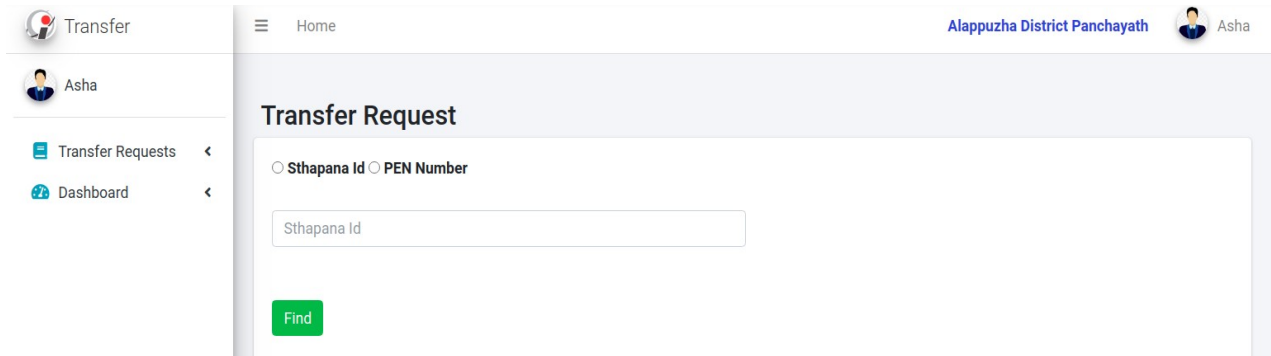 Transfer
Home
Alappuzha District Panchayath
Asha
Asha
Transfer Request
Transfer Requests
Dashboard
Sthapana Id PEN Number
Sthapana Id
Find